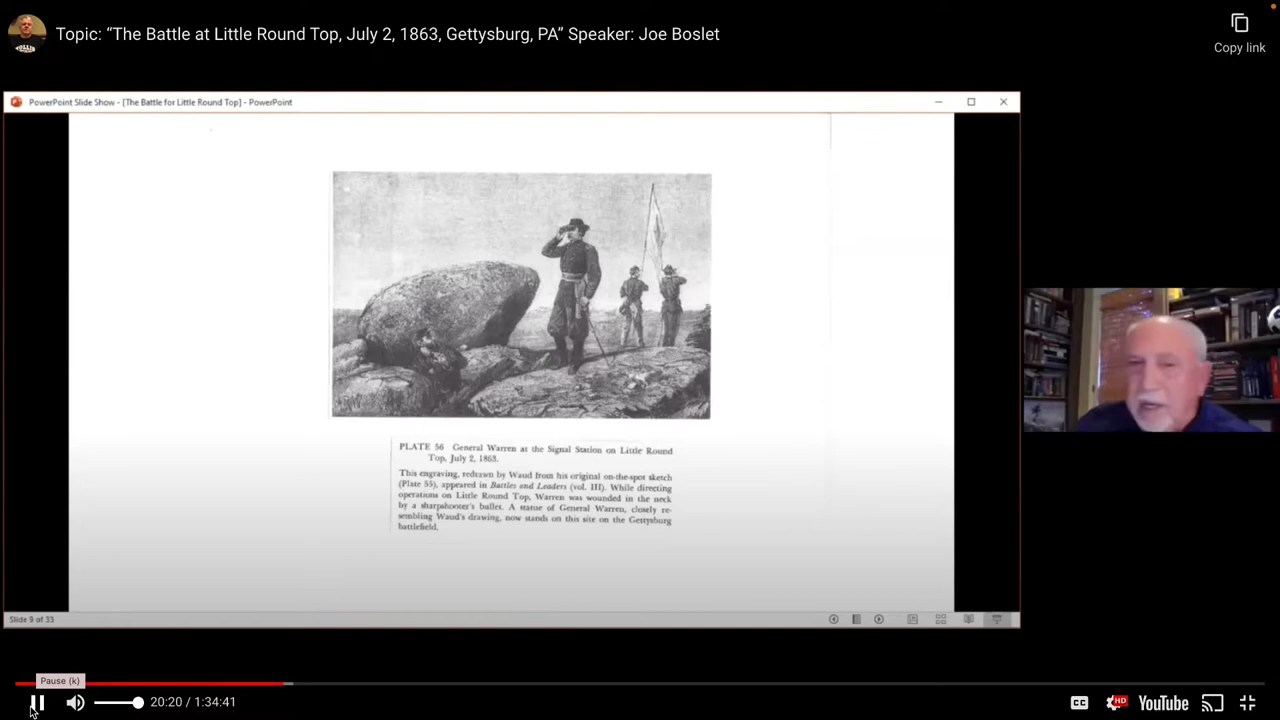 Topic: “The Battle at Little Round Top, July 2, 1863, Gettysburg, PA” Speaker: Joe Boslet
Copy link
PowerPoint Slide Show - [The Battle for Little Round Top] - PowerPoint
PLATE 56 General Warren at the Signal Station on Little Round
Top, July 2, 1863.
This engraving, redrawn by Waud from his original on-the-spot sketch
(Plate 55), appeared in Battles and Leaders (vol. III). While directing
operations on Little Round Top, Warren was wounded in the neck
by a sharpshooter's bullet. A statue of General Warren, closely re-
sembling Waud's drawing, now stands on this site on the Gettysburg
battlefield.
Slide 9 of 33
Pause (k)
20:20 / 1:34:41
CC
HD
YouTube